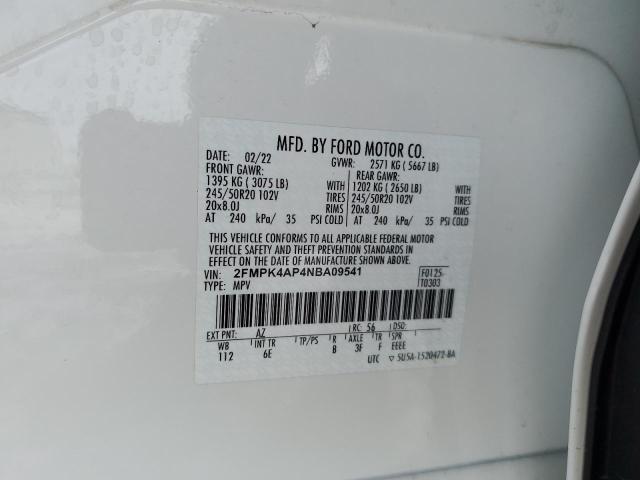 MFD. BY FORD MOTOR CO.
DATE: 02/22 GVWR: 2571 KG ( 5667 LB)
FRONT GAWR: REAR GAWR:
1395 KG ( 3075 LB) WITH 1202 KG ( 2650 LB) WITH
245/50R20 102V TIRES 245/50R20 102V TIRES
20x8.0J RIMS 20x8.0J RIMS
AT 240 kPa/ 35 PSI COLD AT 240 kPa/ 35 PSI COLD
THIS VEHICLE CONFORMS TO ALL APPLICABLE FEDERAL MOTOR
VEHICLE SAFETY AND THEFT PREVENTION STANDARDS IN EFFECT
ON THE DATE OF MANUFACTURE SHOWN ABOVE.
VIN: 2FMPK4AP4NBA09541 F0125-
TYPE: MPV T0303
EXT PNT: AZ RC: 56 DSO:
WB INT TR TP/PS R AXLE TR SPR
112 6E B 3F F EEEE
UTC ▽ 5U5A-1520472-BA